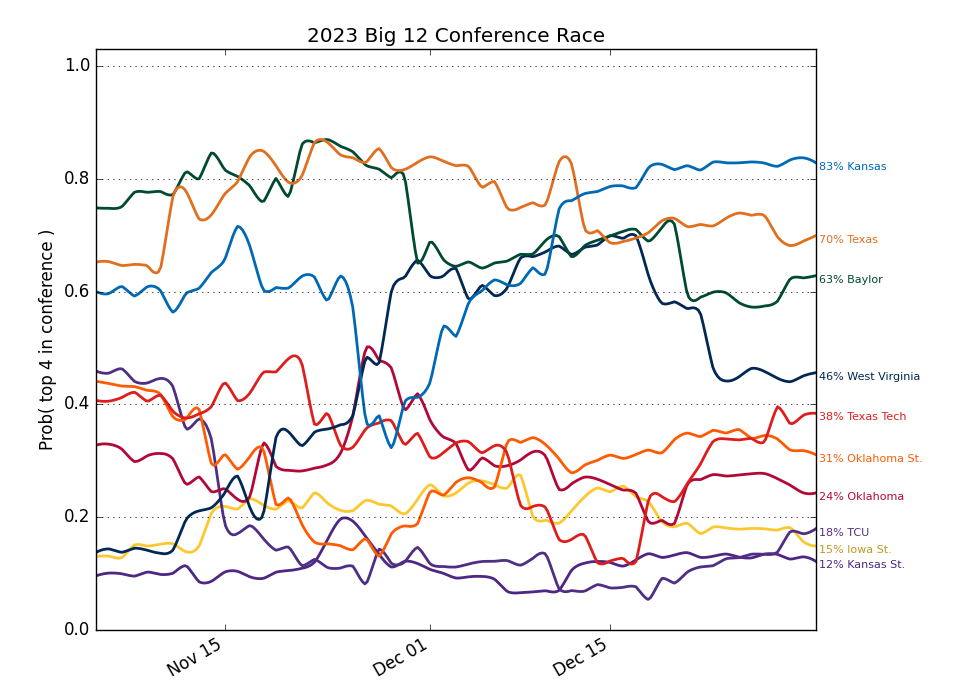 2023 Big 12 Conference Race
Prob( top 4 in conference )
1.0
0.8
0.6
0.4
0.2
0.0
Nov 15
Dec 01
Dec 15
83% Kansas
70% Texas
63% Baylor
46% West Virginia
38% Texas Tech
31% Oklahoma St.
24% Oklahoma
18% TCU
15% Iowa St.
12% Kansas St.